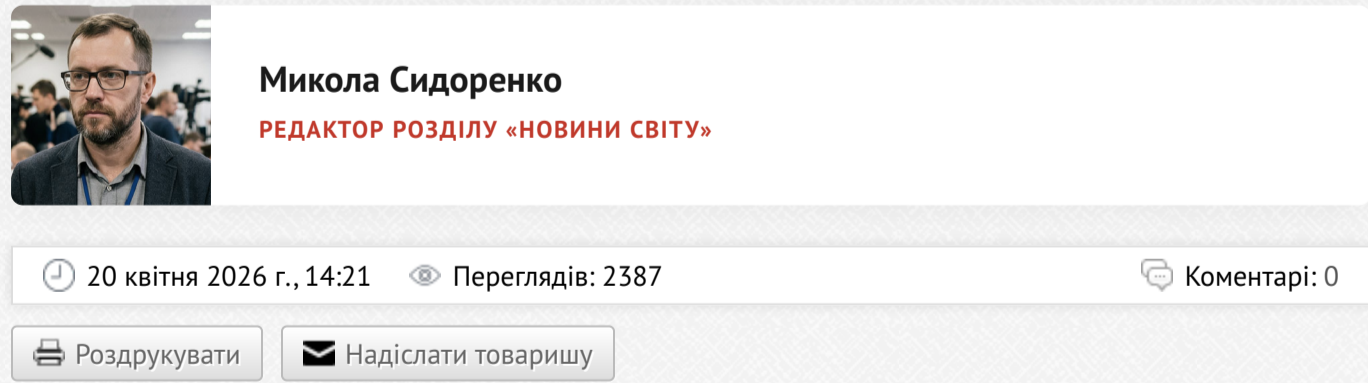 Микола Сидоренко
РЕДАКТОР РОЗДІЛУ «НОВИНИ СВІТУ»
20 квітня 2026 г., 14:21 Переглядів: 2387 Коментарі: 0
Роздрукувати Надіслати товаришу